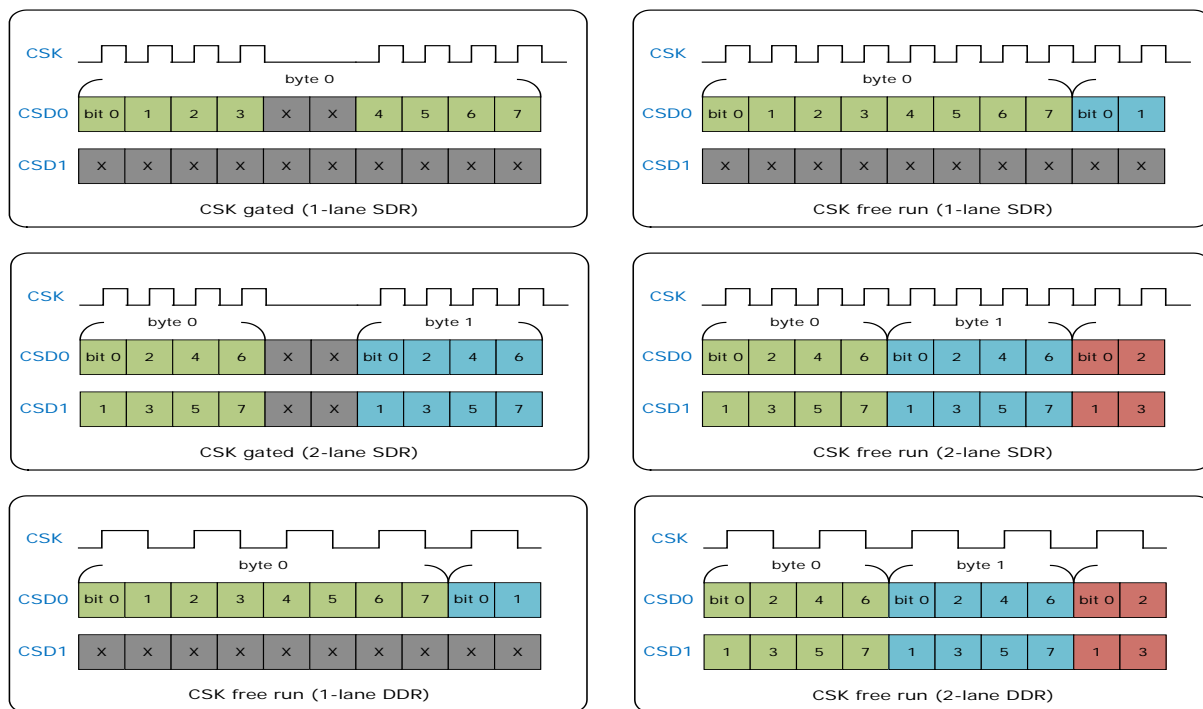 CSK
byte 0
CSD0 bit 0 1 2 3 X X 4 5 6 7
CSD1 X X X X X X X X X X
CSK gated (1-lane SDR)
CSK
byte 0
CSD0 bit 0 1 2 3 4 5 6 7 bit 0 1
CSD1 X X X X X X X X X X
CSK free run (1-lane SDR)
CSK
byte 0 byte 1
CSD0 bit 0 2 4 6 X X bit 0 2 4 6
CSD1 1 3 5 7 X X 1 3 5 7
CSK gated (2-lane SDR)
CSK
byte 0 byte 1
CSD0 bit 0 2 4 6 bit 0 2 4 6 bit 0 2
CSD1 1 3 5 7 1 3 5 7 1 3
CSK free run (2-lane SDR)
CSK
byte 0
CSD0 bit 0 1 2 3 4 5 6 7 bit 0 1
CSD1 X X X X X X X X X X
CSK free run (1-lane DDR)
CSK
byte 0 byte 1
CSD0 bit 0 2 4 6 bit 0 2 4 6 bit 0 2
CSD1 1 3 5 7 1 3 5 7 1 3
CSK free run (2-lane DDR)